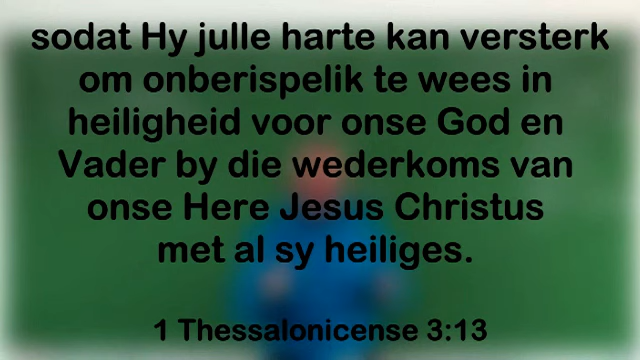 sodat Hy julle harte kan versterk
om onberispelik te wees in
heiligheid voor onse God en
Vader by die wederkoms van
onse Here Jesus Christus
met al sy heiliges.
1 Thessalonicense 3:13